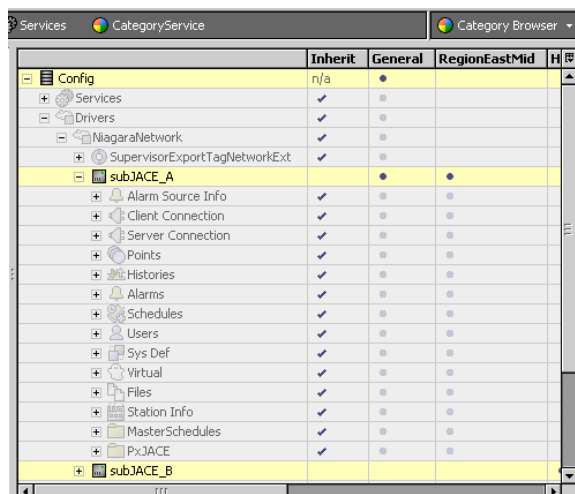 Services CategoryService Category Browser
Inherit General RegionEastMid H
Config n/a
Services
Drivers
NiagaraNetwork
SupervisorExportTagNetworkExt
subJACE_A
Alarm Source Info
Client Connection
Server Connection
Points
Histories
Alarms
Schedules
Users
Sys Def
Virtual
Files
Station Info
MasterSchedules
PxJACE
subJACE_B